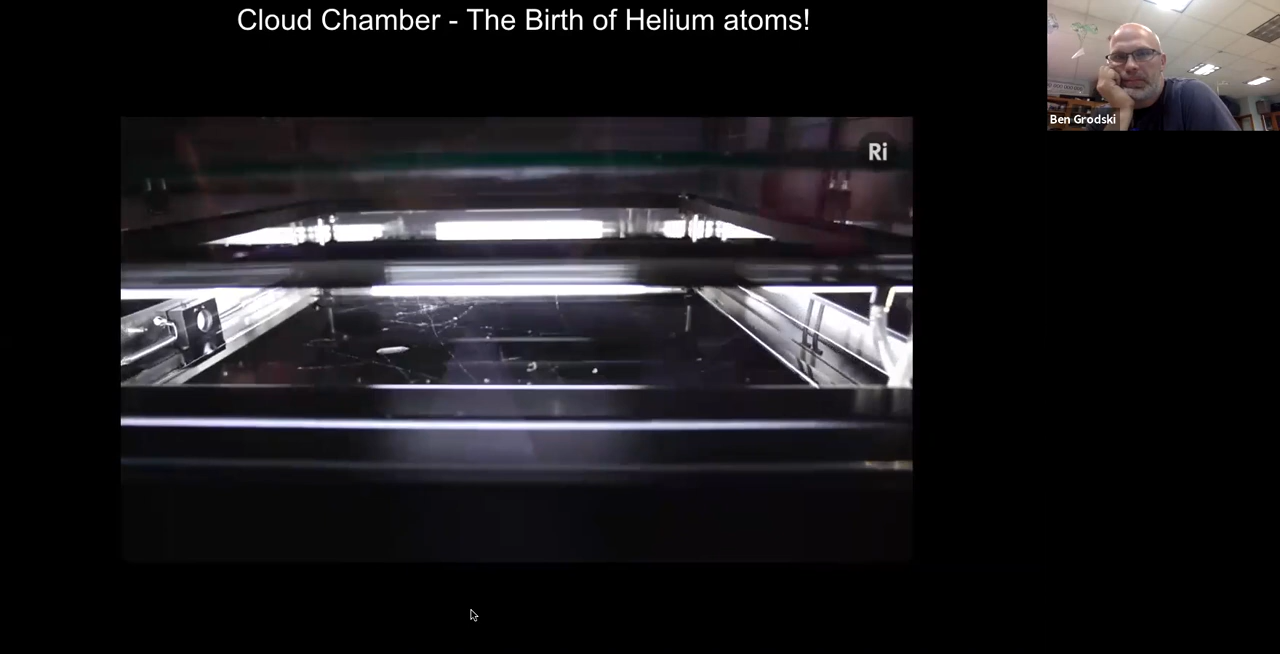 Cloud Chamber - The Birth of Helium atoms!
Ri
Ben Grodski